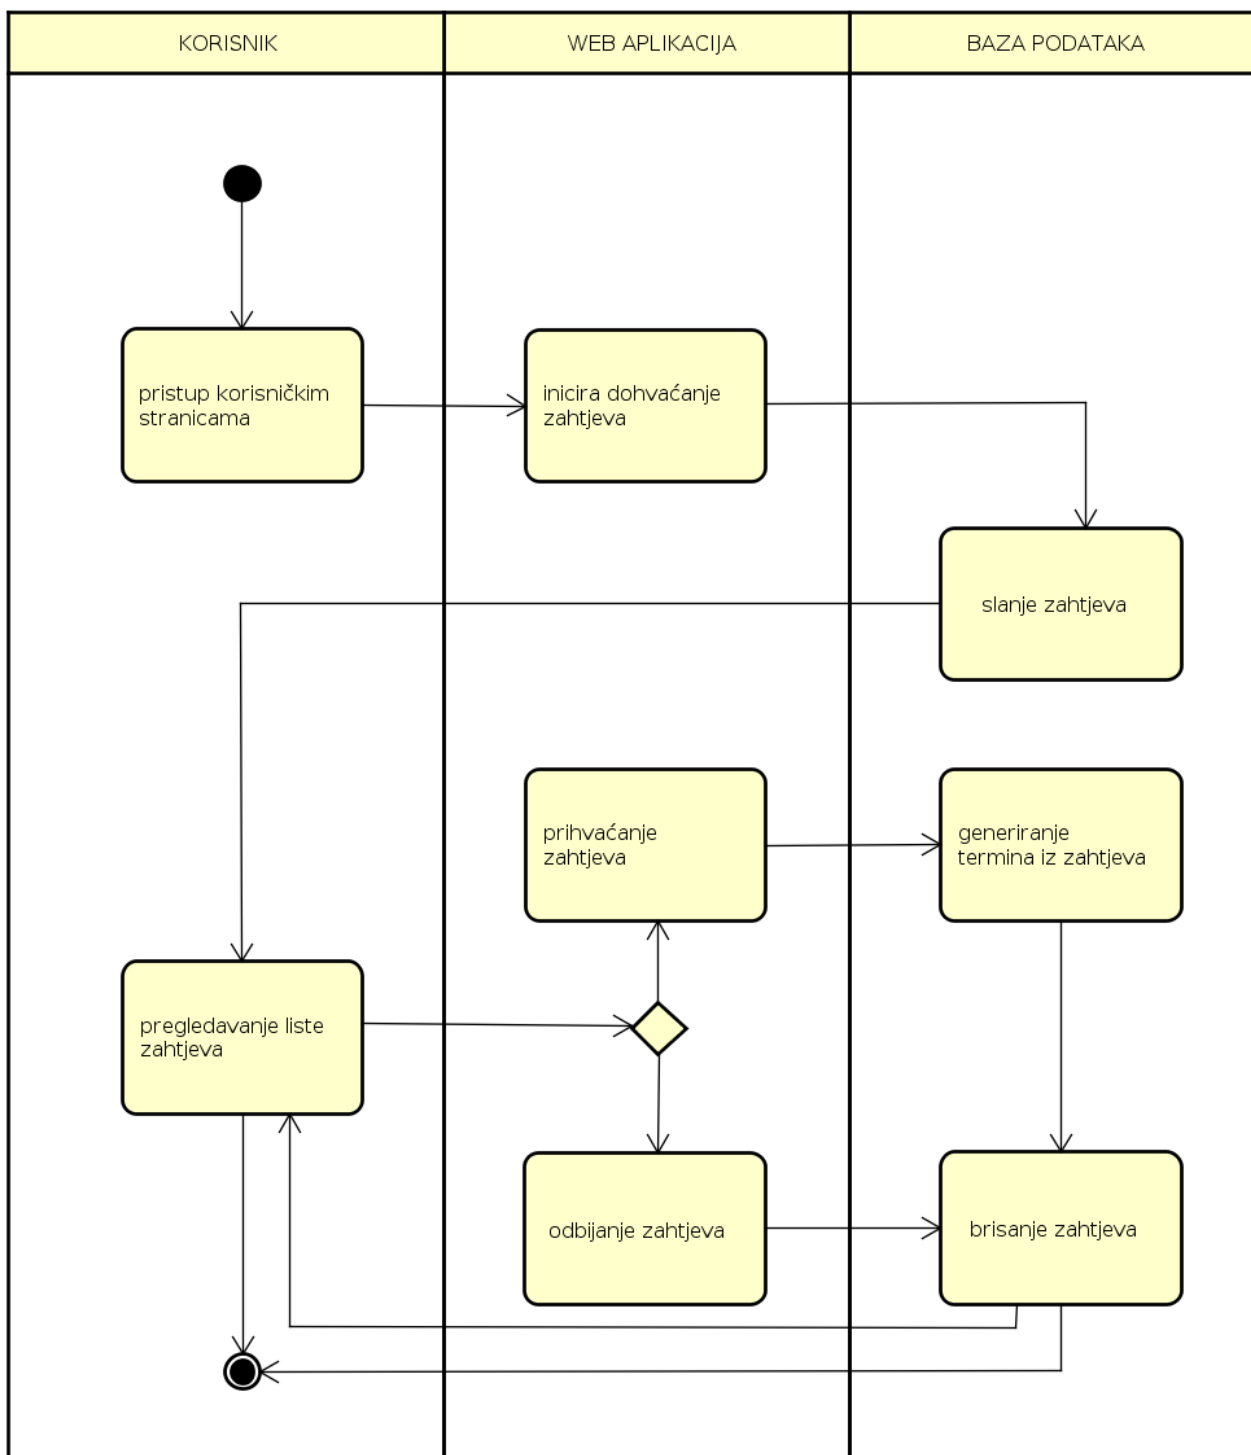 KORISNIK
WEB APLIKACIJA
BAZA PODATAKA
pristup korisničkim
stranicama
inicira dohvaćanje
zahtjeva
slanje zahtjeva
prihvaćanje
zahtjeva
generiranje
termina iz zahtjeva
pregledavanje liste
zahtjeva
odbijanje zahtjeva
brisanje zahtjeva